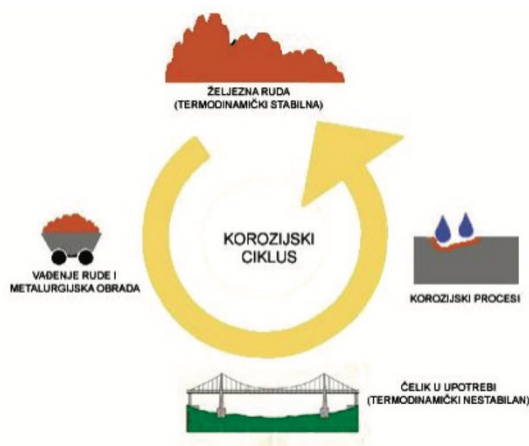 ŽELJEZNA RUDA
(TERMODINAMIČKI STABILNA)
KOROZIJSKI
CIKLUS
VAĐENJE RUDE I
METALURGIJSKA OBRADA
KOROZIJSKI PROCESI
ČELIK U UPOTREBI
(TERMODINAMIČKI NESTABILAN)